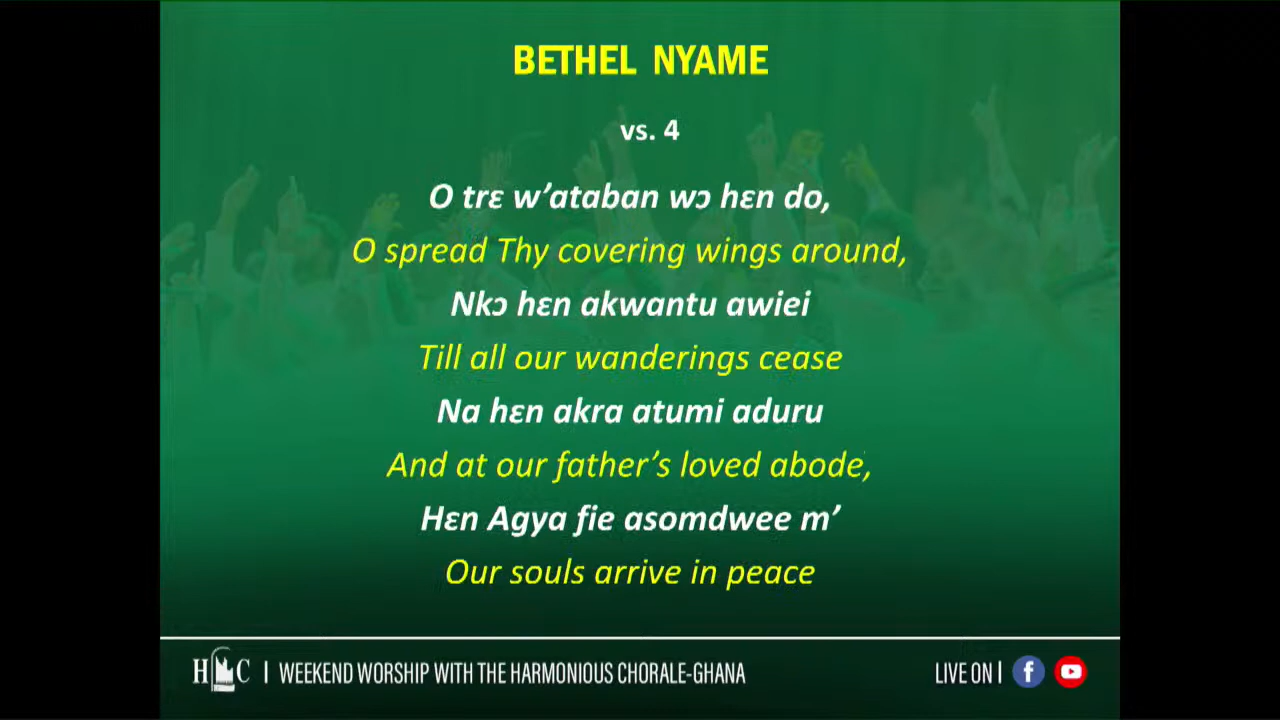 BETHEL NYAME
vs. 4
O trɛ w’ataban wɔ hɛn do,
O spread Thy covering wings around,
Nkɔ hɛn akwantu awiei
Till all our wanderings cease
Na hɛn akra atumi aduru
And at our father’s loved abode,
Hɛn Agya fie asomdwee m’
Our souls arrive in peace
H C | WEEKEND WORSHIP WITH THE HARMONIOUS CHORALE-GHANA
LIVE ON | f